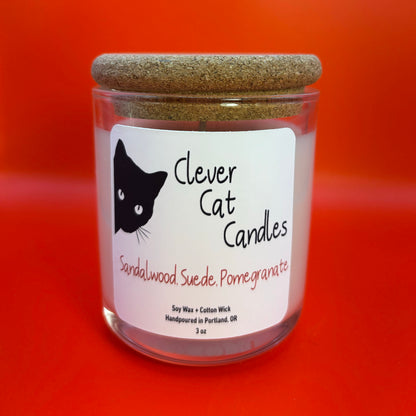 Clever
Cat
Candles
Sandalwood. Suede. Pomegranate
Soy Wax + Cotton Wick
Handpoured in Portland, OR
3 oz